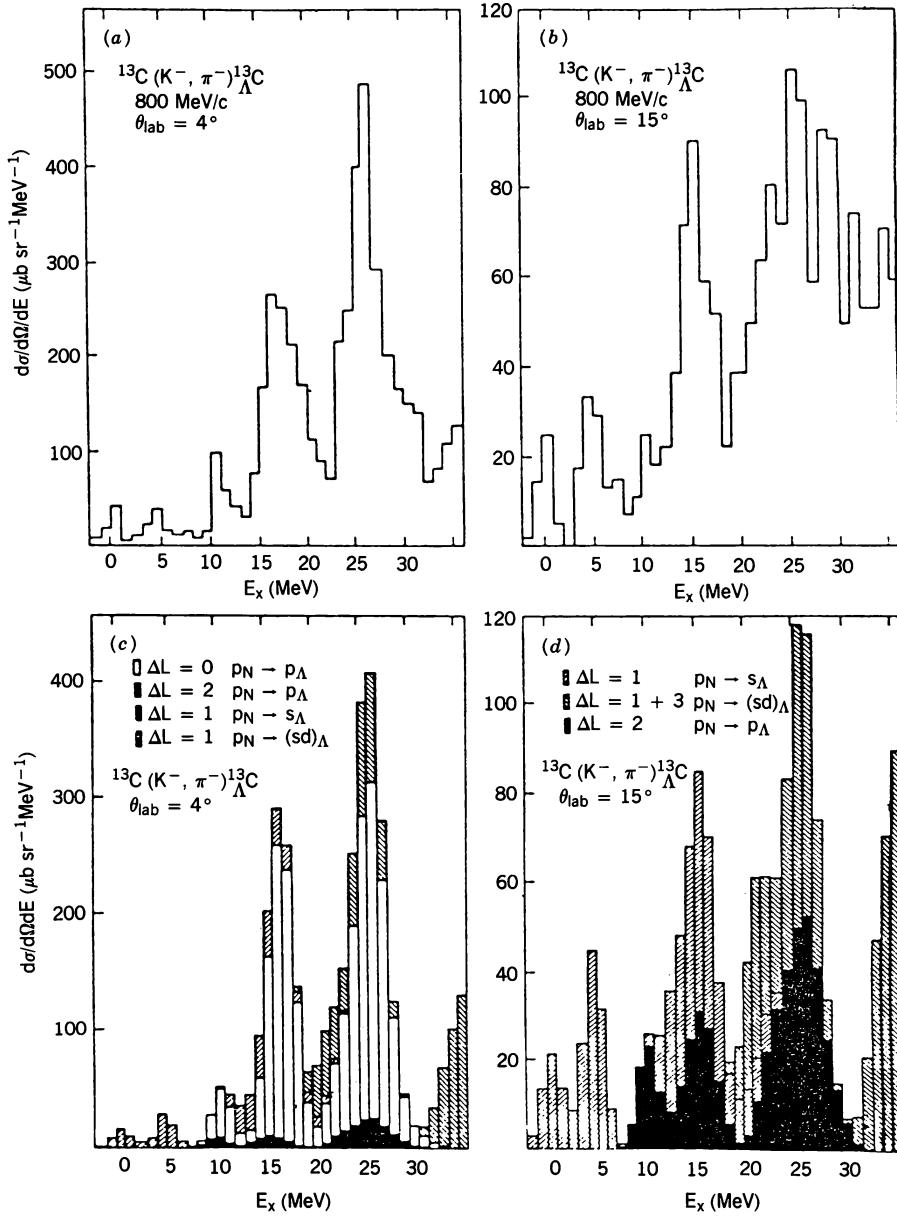 (a)
¹³C (K⁻, π⁻)¹³ΛC
800 MeV/c
θlab = 4°
dσ/dΩ/dE (μb sr⁻¹MeV⁻¹)
500
400
300
200
100
0 5 10 15 20 25 30
Eₓ (MeV)
(b)
¹³C (K⁻, π⁻)¹³ΛC
800 MeV/c
θlab = 15°
120
100
80
60
40
20
0 5 10 15 20 25 30
Eₓ (MeV)
(c)
ΔL = 0 pN → pΛ
ΔL = 2 pN → pΛ
ΔL = 1 pN → sΛ
ΔL = 1 pN → (sd)Λ
¹³C (K⁻, π⁻)¹³ΛC
θlab = 4°
dσ/dΩdE (μb sr⁻¹MeV⁻¹)
400
300
200
100
0 5 10 15 20 25 30
Eₓ (MeV)
(d)
ΔL = 1 pN → sΛ
ΔL = 1 + 3 pN → (sd)Λ
ΔL = 2 pN → pΛ
¹³C (K⁻, π⁻)¹³ΛC
θlab = 15°
120
100
80
60
40
20
0 5 10 15 20 25 30
Eₓ (MeV)